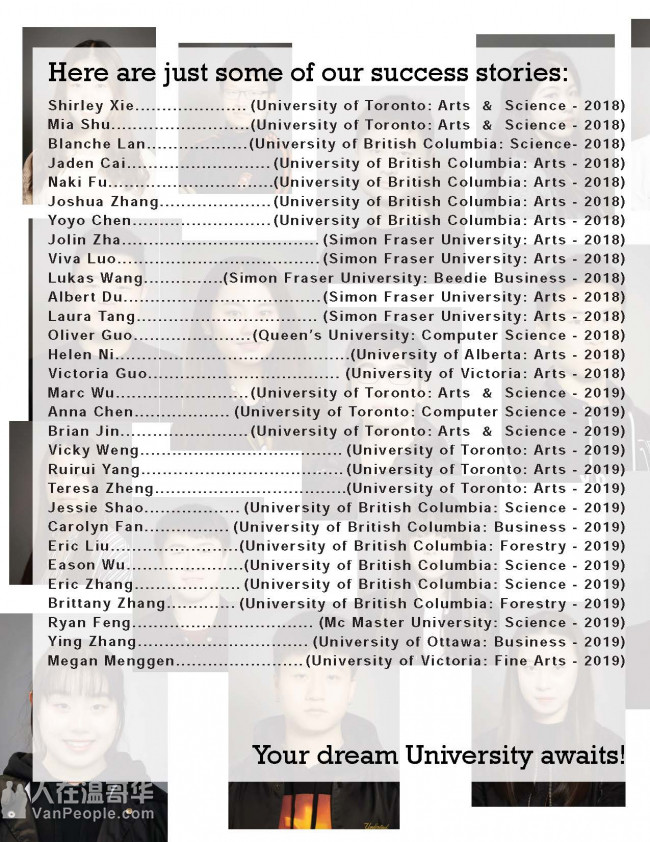 Here are just some of our success stories:
Shirley Xie..................... (University of Toronto: Arts & Science - 2018)
Mia Shu..........................(University of Toronto: Arts & Science - 2018)
Blanche Lan...................(University of British Columbia: Science- 2018)
Jaden Cai........................... (University of British Columbia: Arts - 2018)
Naki Fu...............................(University of British Columbia: Arts - 2018)
Joshua Zhang..................... (University of British Columbia: Arts - 2018)
Yoyo Chen.......................... (University of British Columbia: Arts - 2018)
Jolin Zha..................................... (Simon Fraser University: Arts - 2018)
Viva Luo...................................... (Simon Fraser University: Arts - 2018)
Lukas Wang...............(Simon Fraser University: Beedie Business - 2018)
Albert Du.....................................(Simon Fraser University: Arts - 2018)
Laura Tang.................................. (Simon Fraser University: Arts - 2018)
Oliver Guo......................(Queen's University: Computer Science - 2018)
Helen Ni............................................(University of Alberta: Arts - 2018)
Victoria Guo..................................... (University of Victoria: Arts - 2018)
Marc Wu.........................(University of Toronto: Arts & Science - 2018)
Anna Chen.................. (University of Toronto: Computer Science - 2019)
Brian Jin........................(University of Toronto: Arts & Science - 2019)
Vicky Weng...................................... (University of Toronto: Arts - 2019)
Ruirui Yang...................................... (University of Toronto: Arts - 2019)
Teresa Zheng....................................(University of Toronto: Arts - 2019)
Jessie Shao.................. (University of British Columbia: Science - 2019)
Carolyn Fan................ (University of British Columbia: Business - 2019)
Eric Liu........................(University of British Columbia: Forestry - 2019)
Eason Wu......................(University of British Columbia: Science - 2019)
Eric Zhang.................... (University of British Columbia: Science - 2019)
Brittany Zhang............. (University of British Columbia: Forestry - 2019)
Ryan Feng.................................. (Mc Master University: Science - 2019)
Ying Zhang................................ (University of Ottawa: Business - 2019)
Megan Menggen........................(University of Victoria: Fine Arts - 2019)
Your dream University awaits!
人在温哥华
VanPeople.com